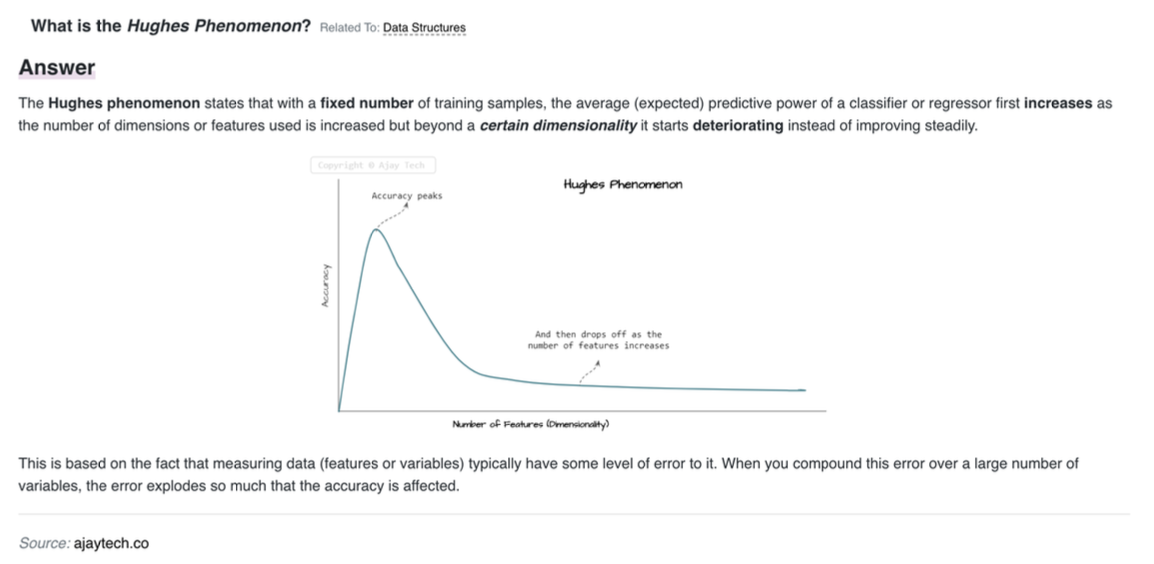 What is the Hughes Phenomenon? Related To: Data Structures
Answer
The Hughes phenomenon states that with a fixed number of training samples, the average (expected) predictive power of a classifier or regressor first increases as
the number of dimensions or features used is increased but beyond a certain dimensionality it starts deteriorating instead of improving steadily.
Copyright © Ajay Tech
Hughes Phenomenon
Accuracy peaks
Accuracy
And then drops off as the
number of features increases
Number of Features (Dimensionality)
This is based on the fact that measuring data (features or variables) typically have some level of error to it. When you compound this error over a large number of
variables, the error explodes so much that the accuracy is affected.
Source: ajaytech.co